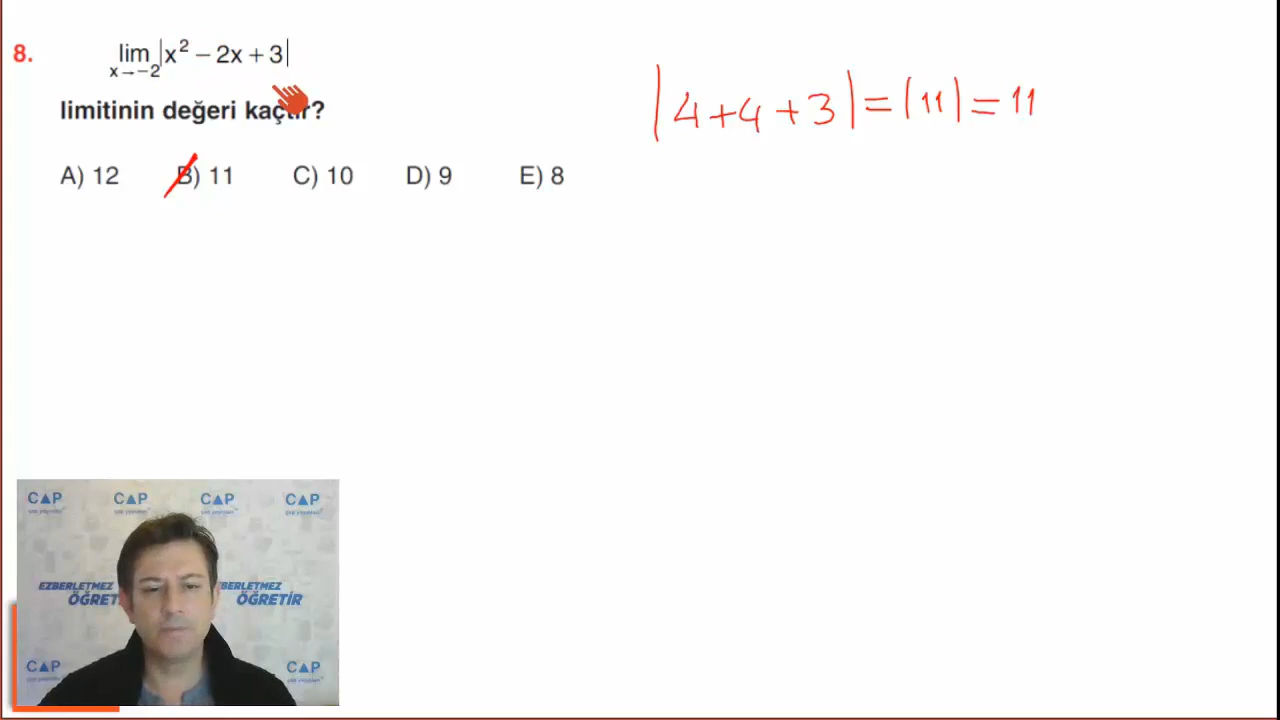 8. lim x→-2 |x² - 2x + 3|
limitinin değeri kaçtır?
A) 12 B) 11 C) 10 D) 9 E) 8
|4+4+3| = |11| = 11
CAP CAP CAP CAP
EZBERLETMEZ EZBERLETMEZ
ÖĞRETİR ÖĞRETİR
CAP CAP